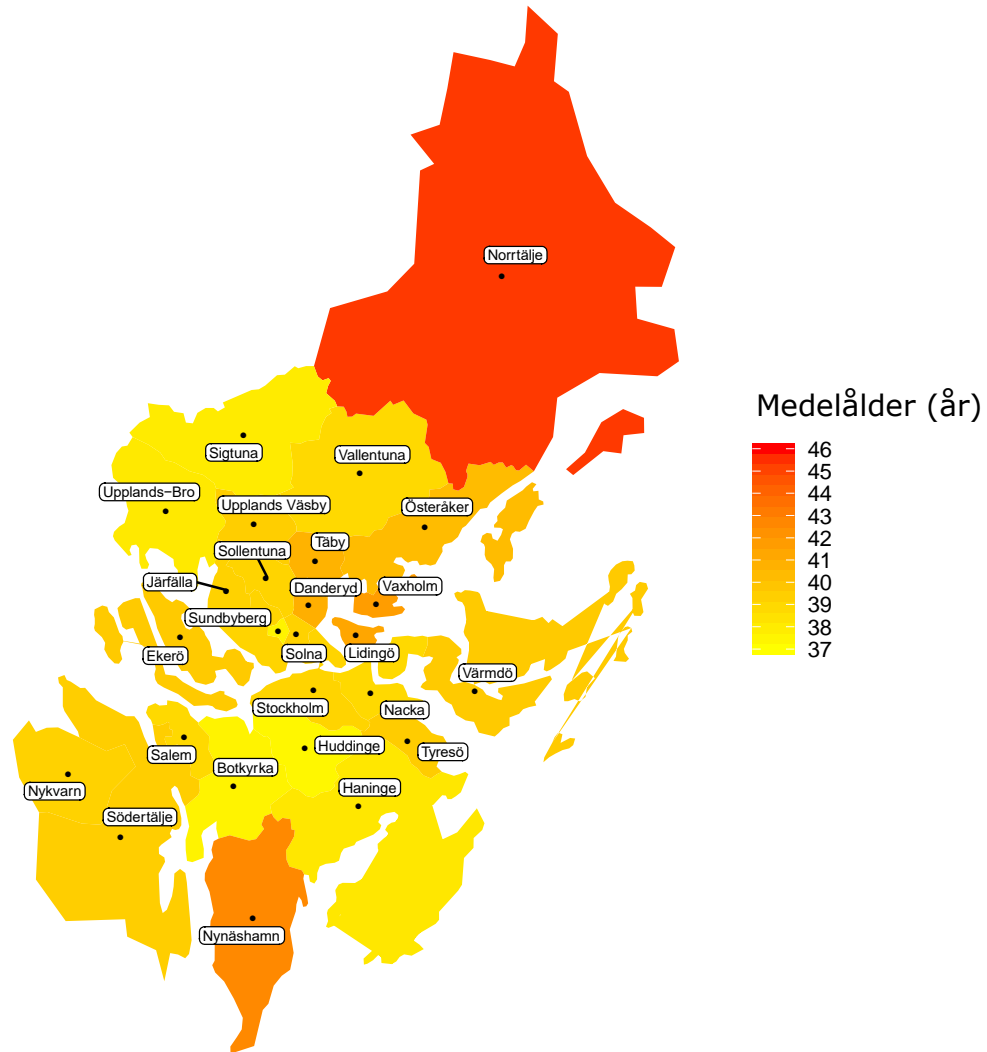 Norrtälje
Medelålder (år)
46
45
44
43
42
41
40
39
38
37
Sigtuna
Vallentuna
Upplands−Bro
Upplands Väsby
Österåker
Täby
Sollentuna
Järfälla
Danderyd
Vaxholm
Sundbyberg
Ekerö
Solna
Lidingö
Värmdö
Stockholm
Nacka
Salem
Huddinge
Tyresö
Botkyrka
Nykvarn
Haninge
Södertälje
Nynäshamn